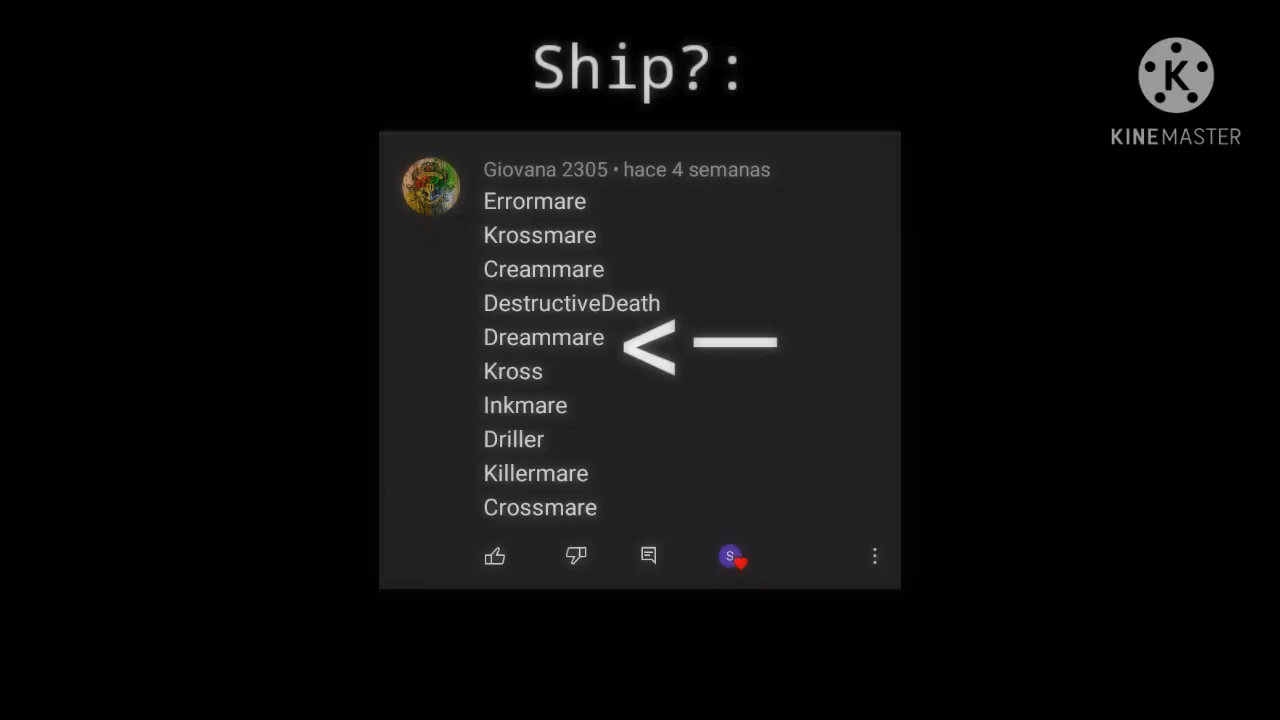 Ship?:
K
KINEMASTER
Giovana 2305 • hace 4 semanas
Errormare
Krossmare
Creammare
DestructiveDeath
Dreammare <—
Kross
Inkmare
Driller
Killermare
Crossmare
S